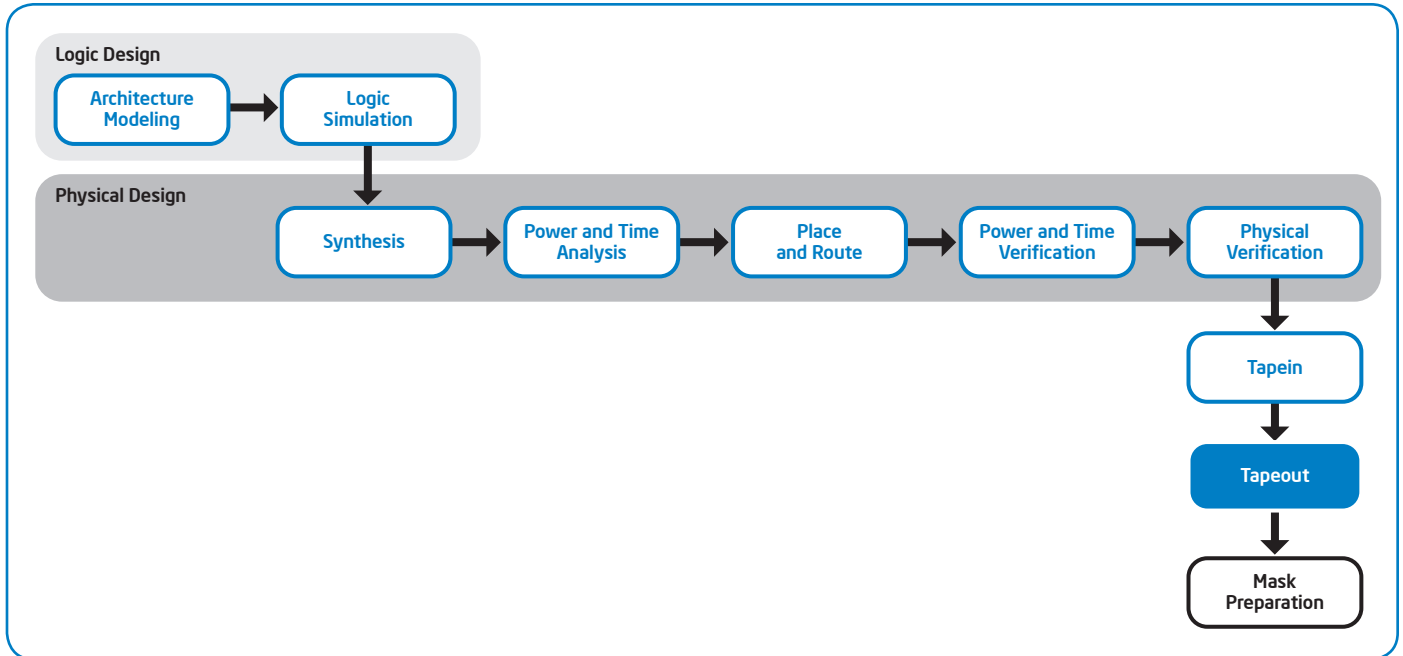 Logic Design
Architecture
Modeling
Logic
Simulation
Physical Design
Synthesis
Power and Time
Analysis
Place
and Route
Power and Time
Verification
Physical
Verification
Tapein
Tapeout
Mask
Preparation